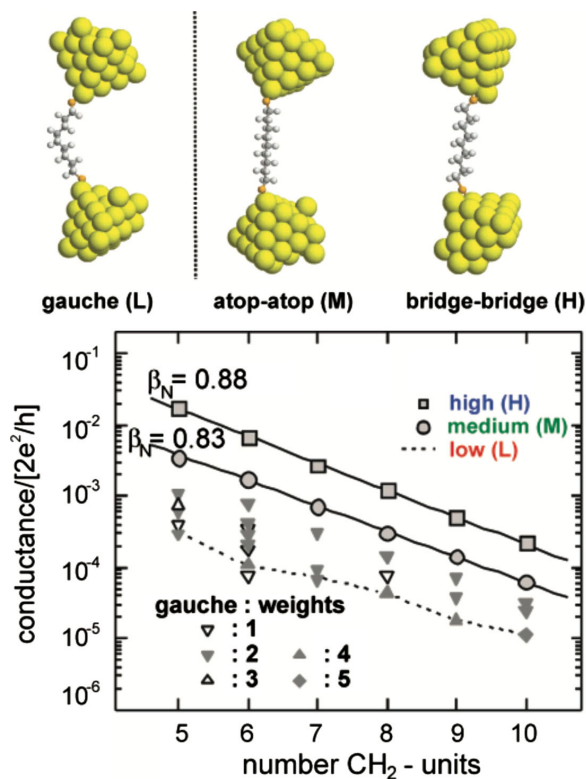 gauche (L) atop-atop (M) bridge-bridge (H)
10⁻¹
10⁻²
10⁻³
10⁻⁴
10⁻⁵
10⁻⁶
conductance/[2e²/h]
β_N = 0.88
β_N = 0.83
high (H)
medium (M)
low (L)
gauche : weights
: 1
: 2 : 4
: 3 : 5
5 6 7 8 9 10
number CH₂ - units